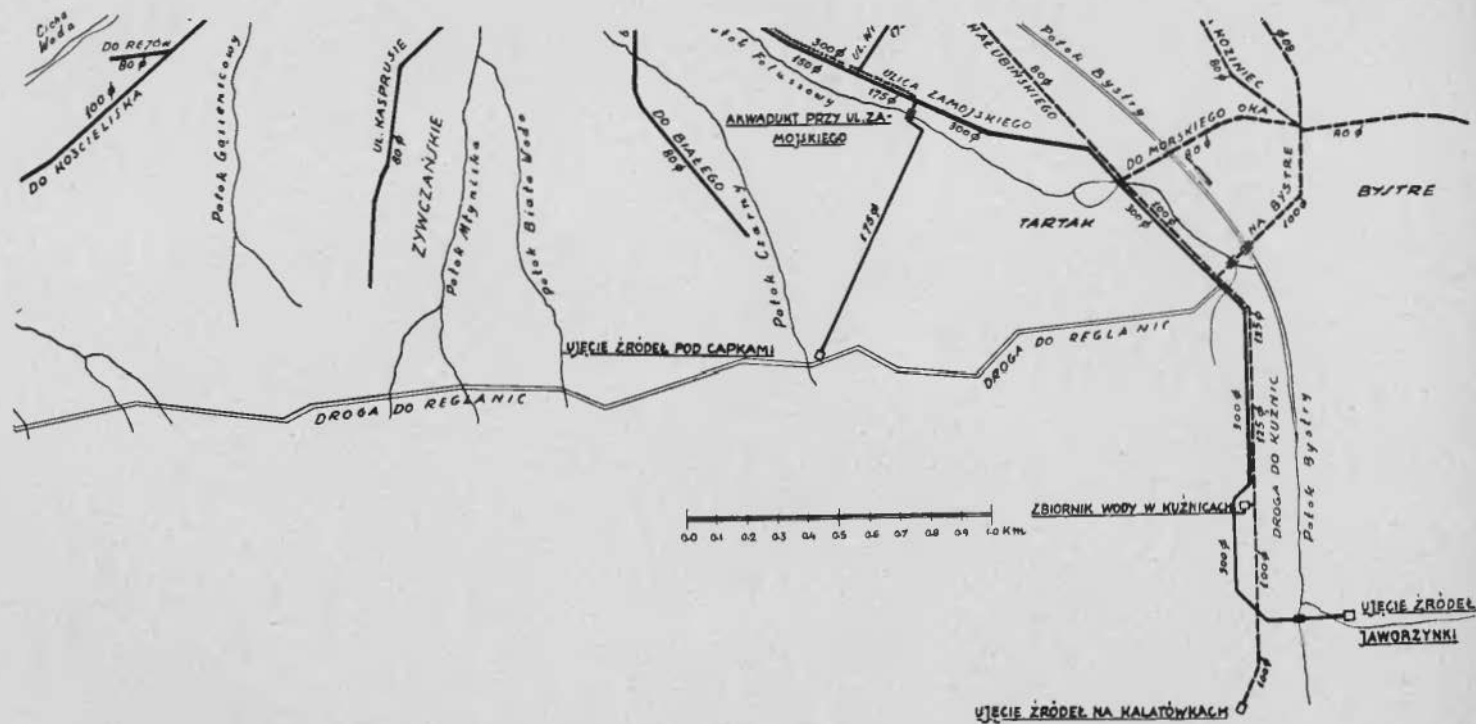 Cicha
Woda
DO REJÓW
80 ø
100 ø
DO KOŚCIELISKA
Potok Gąsienicowy
UL. KASPRUSIE
80 ø
ŻYWCZAŃSKIE
Potok Młyniska
Potok Biała Woda
DO BIAŁEGO
80 ø
Potok Czarny
Foluszowy
300 ø
150 ø
175 ø
ULICA ZAMOJSKIEGO
300 ø
AKWADUKT PRZY UL. ZA-
MOJSKIEGO
175 ø
HAŁUBIŃSKIEGO
80 ø
Potok Bystry
KOZINIEC
80 ø
80 ø
DO MORSKIEGO OKA
80 ø
80 ø
BYSTRE
NA BYSTRE
100 ø
TARTAK
300 ø
100 ø
UJĘCIE ŹRÓDEŁ POD CAPKAMI
DROGA DO REGLANIC
DROGA DO REGLANIC
300 ø
125 ø
DROGA DO KUŹNIC
Potok Bystry
ZBIORNIK WODY W KUŹNICACH
0.0 0.1 0.2 0.3 0.4 0.5 0.6 0.7 0.8 0.9 1.0 Km
300 ø
100 ø
UJĘCIE ŹRÓDEŁ
JAWORZYNKI
100 ø
UJĘCIE ŹRÓDEŁ NA KALATÓWKACH